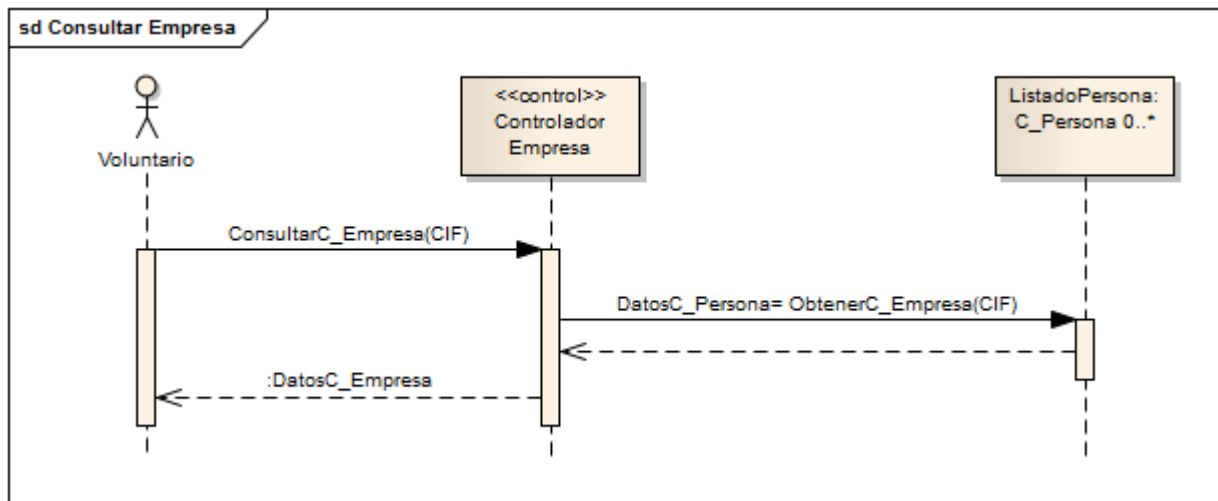 sd Consultar Empresa
Voluntario
<<control>>
Controlador
Empresa
ListadoPersona:
C_Persona 0..*
ConsultarC_Empresa(CIF)
DatosC_Persona= ObtenerC_Empresa(CIF)
:DatosC_Empresa